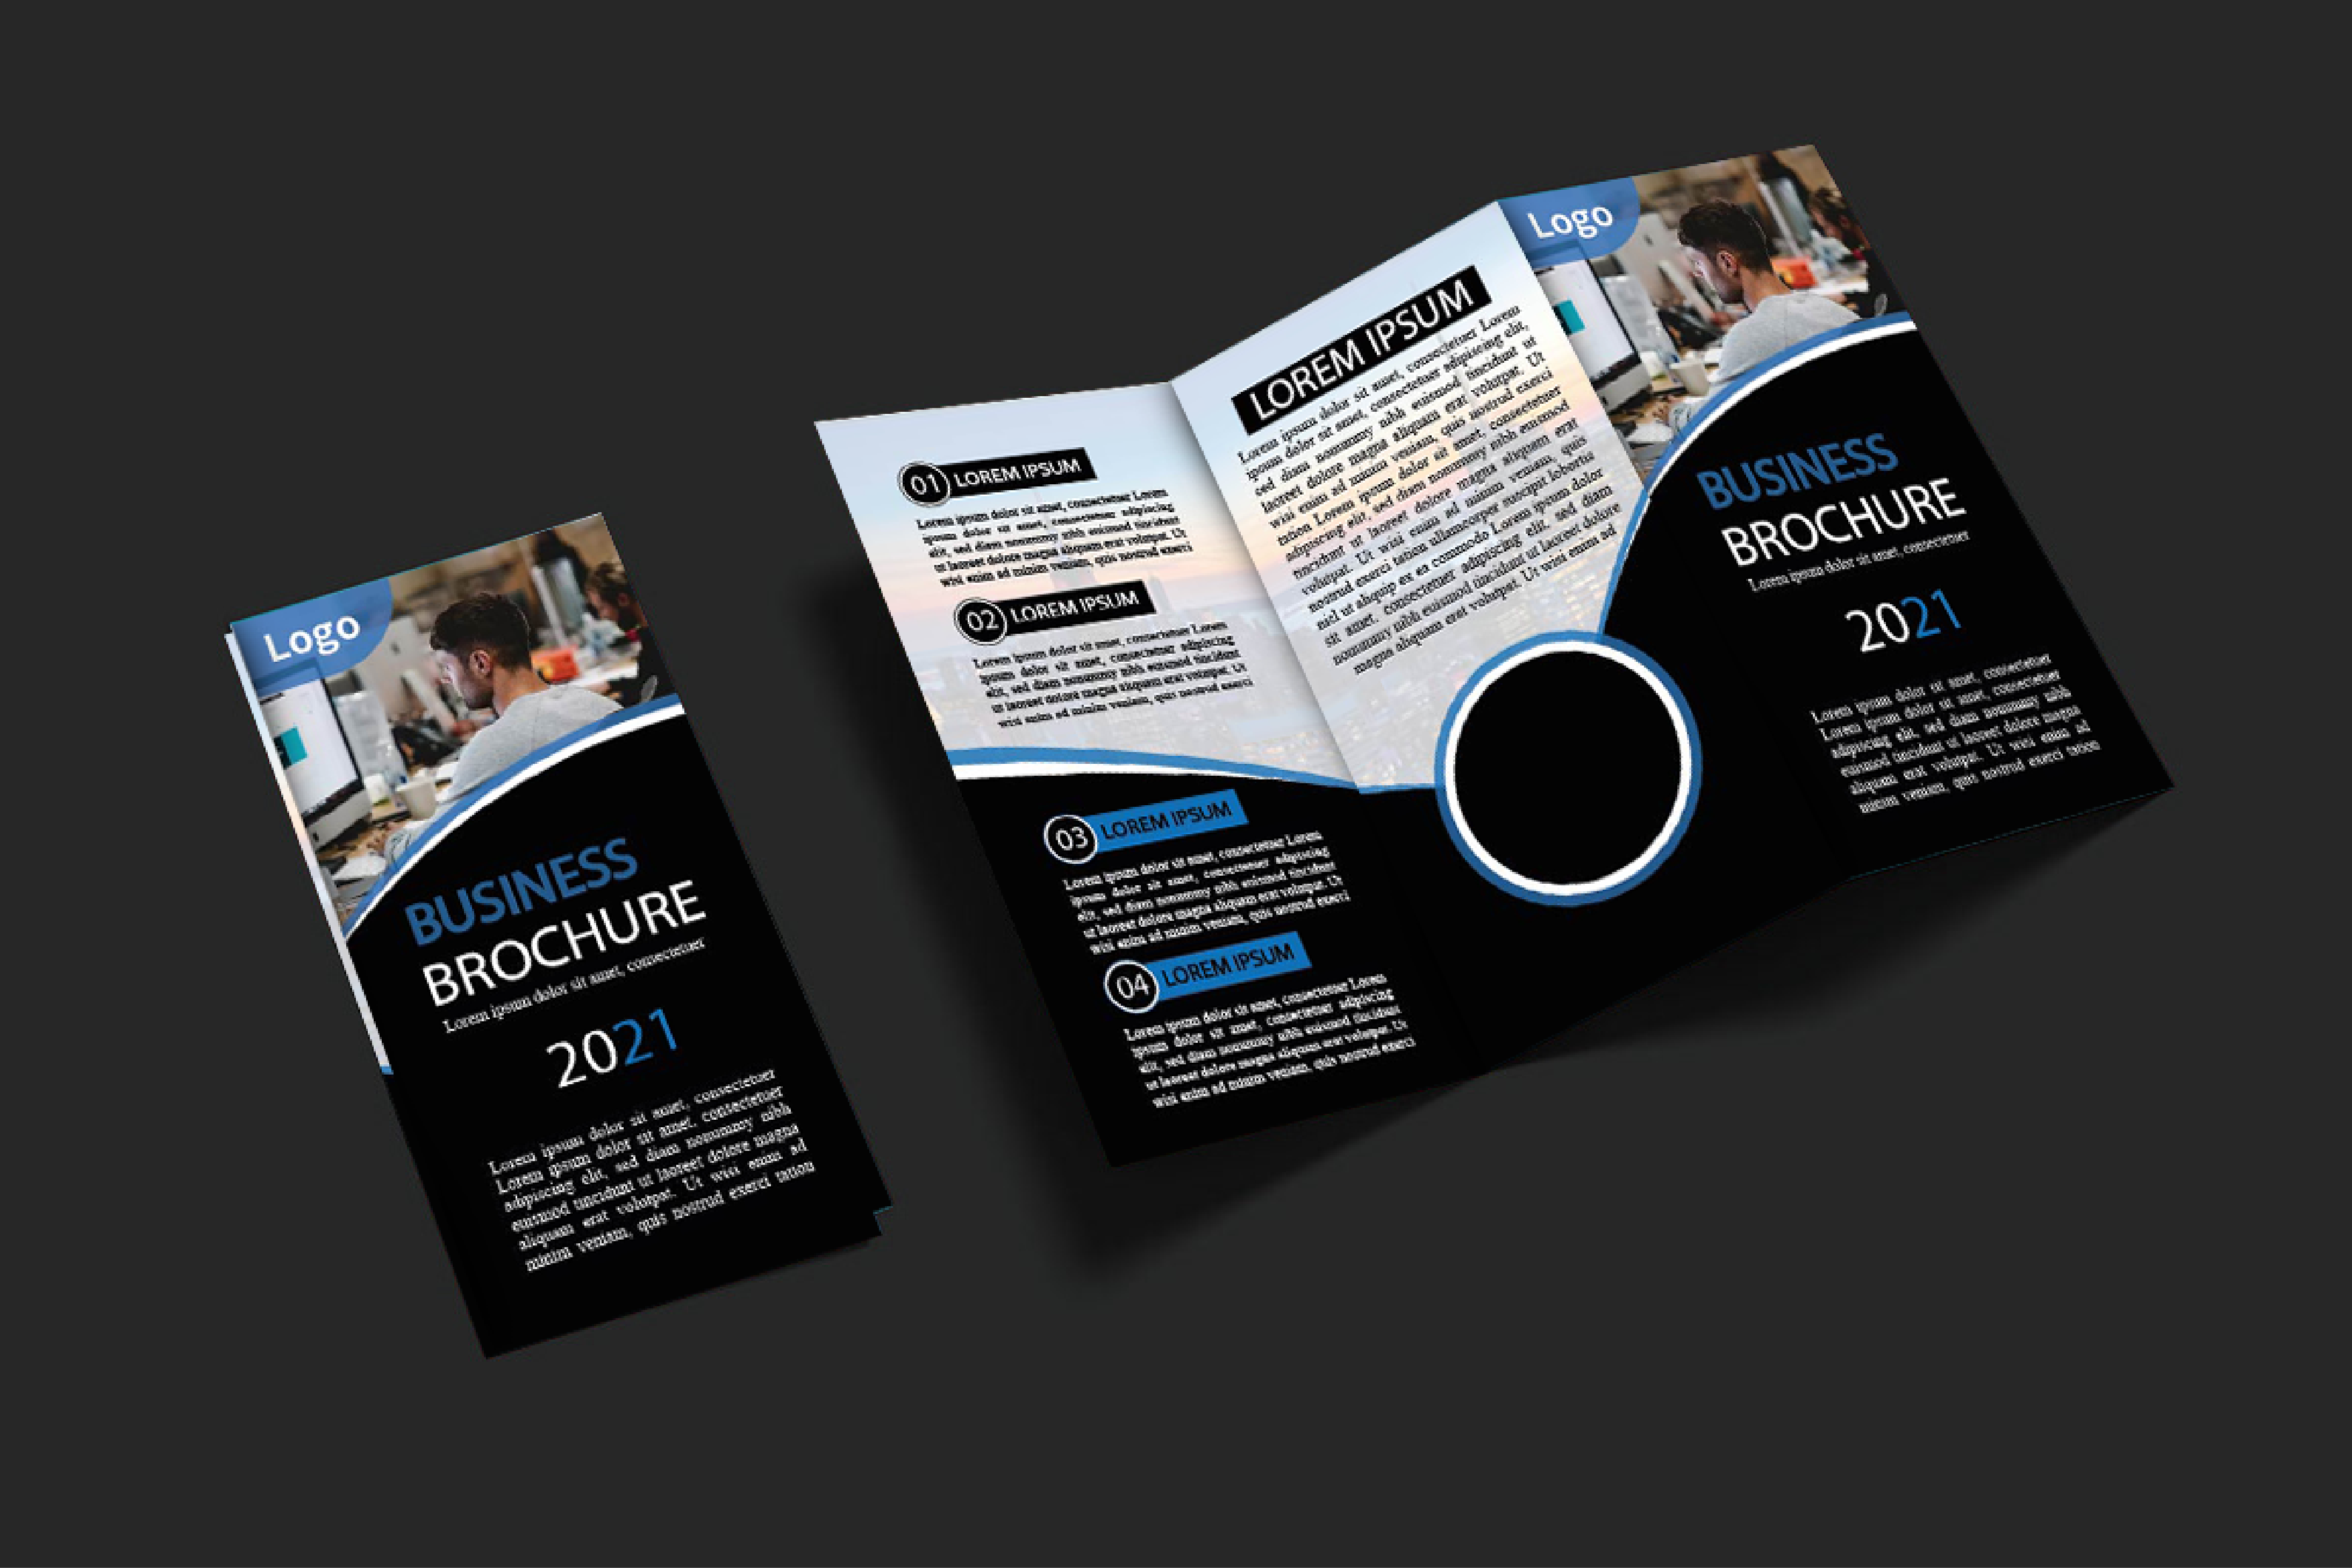 Logo
BUSINESS
BROCHURE
Lorem ipsum dolor sit amet, consectetuer
2021
Lorem ipsum dolor sit amet, consectetuer
Lorem ipsum dolor sit amet, consectetuer
adipiscing elit, sed diam nonummy nibh
euismod tincidunt ut laoreet dolore magna
aliquam erat volutpat. Ut wisi enim ad
minim veniam, quis nostrud exerci tation
01 LOREM IPSUM
Lorem ipsum dolor sit amet, consectetuer Lorem
ipsum dolor sit amet, consectetuer adipiscing
elit, sed diam nonummy nibh euismod tincidunt
ut laoreet dolore magna aliquam erat volutpat. Ut
wisi enim ad minim veniam, quis nostrud exerci
02 LOREM IPSUM
Lorem ipsum dolor sit amet, consectetuer Lorem
ipsum dolor sit amet, consectetuer adipiscing
elit, sed diam nonummy nibh euismod tincidunt
ut laoreet dolore magna aliquam erat volutpat. Ut
wisi enim ad minim veniam, quis nostrud exerci
03 LOREM IPSUM
Lorem ipsum dolor sit amet, consectetuer Lorem
ipsum dolor sit amet, consectetuer adipiscing
elit, sed diam nonummy nibh euismod tincidunt
ut laoreet dolore magna aliquam erat volutpat. Ut
wisi enim ad minim veniam, quis nostrud exerci
04 LOREM IPSUM
Lorem ipsum dolor sit amet, consectetuer Lorem
ipsum dolor sit amet, consectetuer adipiscing
elit, sed diam nonummy nibh euismod tincidunt
ut laoreet dolore magna aliquam erat volutpat. Ut
wisi enim ad minim veniam, quis nostrud exerci
LOREM IPSUM
Lorem ipsum dolor sit amet, consectetuer Lorem
ipsum dolor sit amet, consectetuer adipiscing elit,
sed diam nonummy nibh euismod tincidunt ut
laoreet dolore magna aliquam erat volutpat. Ut
wisi enim ad minim veniam, quis nostrud exerci
tation Lorem ipsum dolor sit amet, consectetuer
adipiscing elit, sed diam nonummy nibh euismod
tincidunt ut laoreet dolore magna aliquam erat
volutpat. Ut wisi enim ad minim veniam, quis
nostrud exerci tation ullamcorper suscipit lobortis
nisl ut aliquip ex ea commodo Lorem ipsum dolor
sit amet, consectetuer adipiscing elit, sed diam
nonummy nibh euismod tincidunt ut laoreet dolore
magna aliquam erat volutpat. Ut wisi enim ad
Logo
BUSINESS
BROCHURE
Lorem ipsum dolor sit amet, consectetuer
2021
Lorem ipsum dolor sit amet, consectetuer
Lorem ipsum dolor sit amet, consectetuer
adipiscing elit, sed diam nonummy nibh
euismod tincidunt ut laoreet dolore magna
aliquam erat volutpat. Ut wisi enim ad
minim veniam, quis nostrud exerci tation